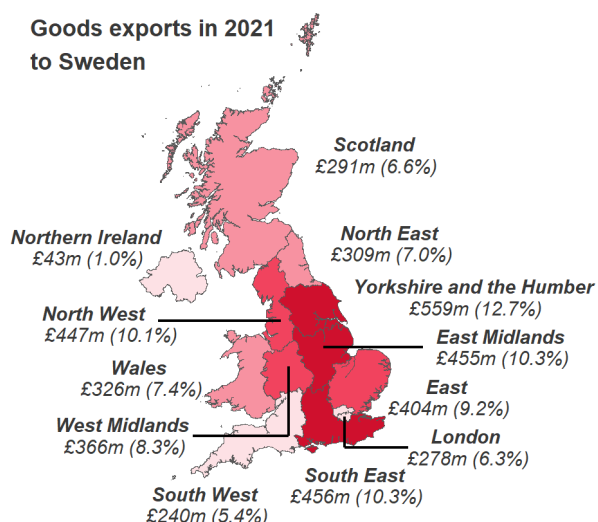 Goods exports in 2021
to Sweden
Scotland
£291m (6.6%)
Northern Ireland
£43m (1.0%)
North East
£309m (7.0%)
Yorkshire and the Humber
£559m (12.7%)
North West
£447m (10.1%)
East Midlands
£455m (10.3%)
Wales
£326m (7.4%)
East
£404m (9.2%)
West Midlands
£366m (8.3%)
London
£278m (6.3%)
South East
£456m (10.3%)
South West
£240m (5.4%)